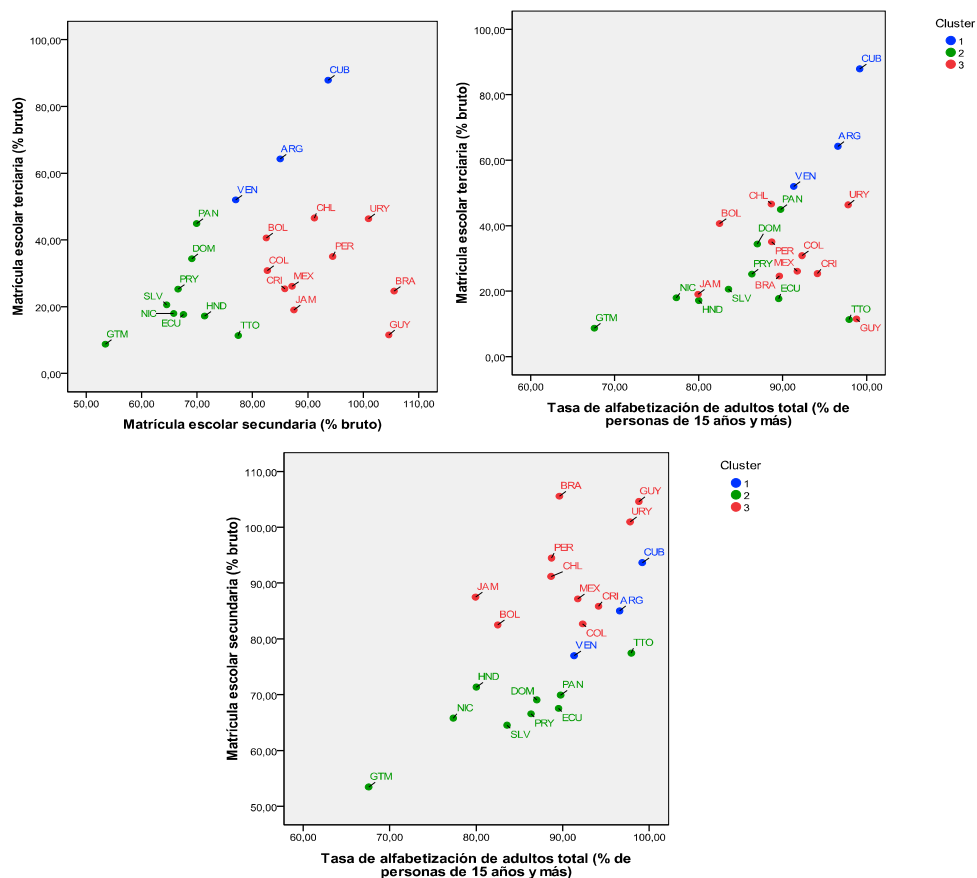 100,00
80,00
60,00
40,00
20,00
0,00
Matrícula escolar terciaria (% bruto)
CUB
ARG
VEN
PAN
CHL
URY
BOL
DOM
PER
COL
PRY
CRI
MEX
BRA
SLV
JAM
NIC
HND
ECU
TTO
GUY
GTM
50,00 60,00 70,00 80,00 90,00 100,00 110,00
Matrícula escolar secundaria (% bruto)
100,00
80,00
60,00
40,00
20,00
0,00
Matrícula escolar terciaria (% bruto)
CUB
ARG
VEN
CHL
PAN
URY
BOL
DOM
PER
COL
PRY
MEX
CRI
NIC
JAM
BRA
ECU
HND
SLV
GTM
TTO
GUY
60,00 70,00 80,00 90,00 100,00
Tasa de alfabetización de adultos total (% de
personas de 15 años y más)
Cluster
1
2
3
110,00
100,00
90,00
80,00
70,00
60,00
50,00
Matrícula escolar secundaria (% bruto)
BRA
GUY
URY
PER
CUB
CHL
JAM
MEX
CRI
ARG
BOL
COL
VEN
TTO
HND
DOM
PAN
NIC
PRY
ECU
SLV
GTM
60,00 70,00 80,00 90,00 100,00
Tasa de alfabetización de adultos total (% de
personas de 15 años y más)
Cluster
1
2
3